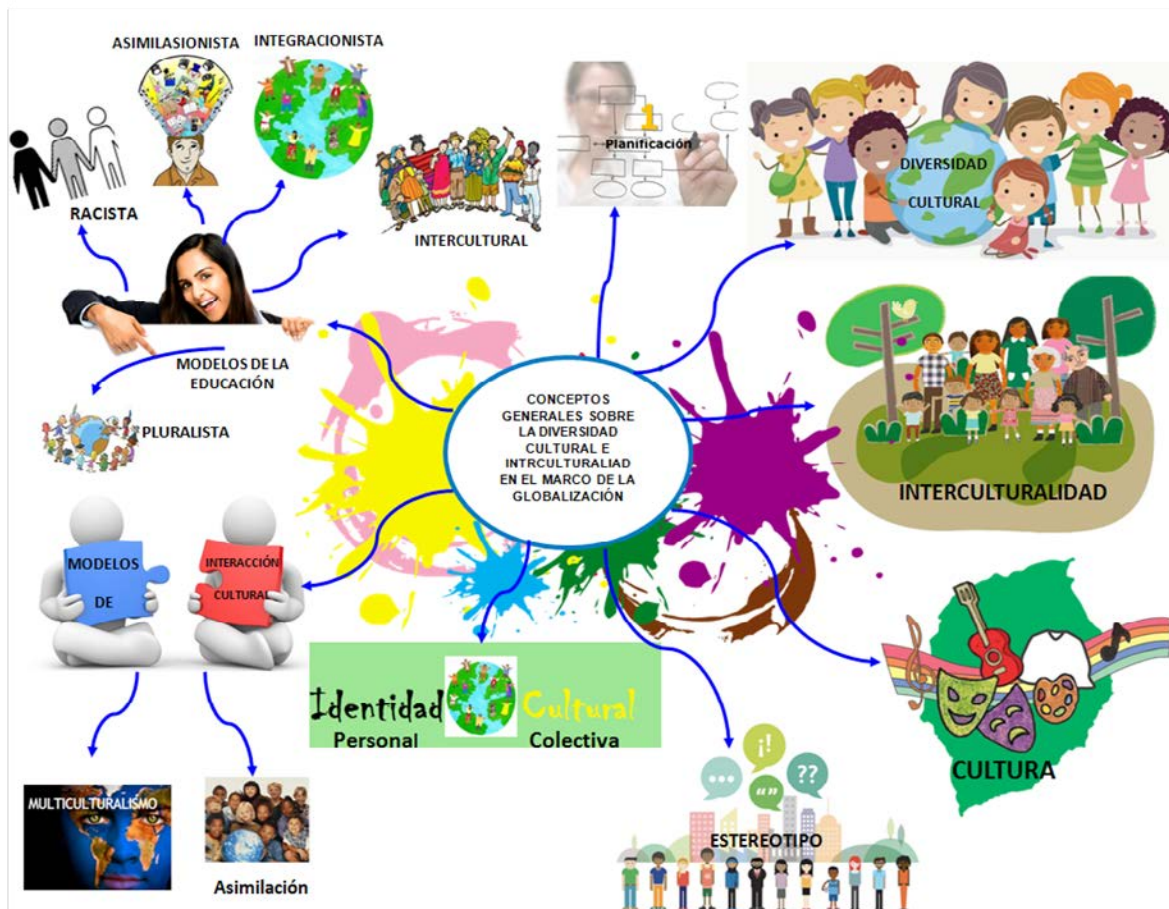 ASIMILASIONISTA
INTEGRACIONISTA
RACISTA
INTERCULTURAL
1
Planificación
DIVERSIDAD
CULTURAL
MODELOS DE LA
EDUCACIÓN
PLURALISTA
CONCEPTOS
GENERALES SOBRE
LA DIVERSIDAD
CULTURAL E
INTRCULTURALIAD
EN EL MARCO DE LA
GLOBALIZACIÓN
INTERCULTURALIDAD
MODELOS
DE
INTERACCIÓN
CULTURAL
Identidad Cultural
Personal Colectiva
CULTURA
MULTICULTURALISMO
Asimilación
¡!
...
“”
??
ESTEREOTIPO